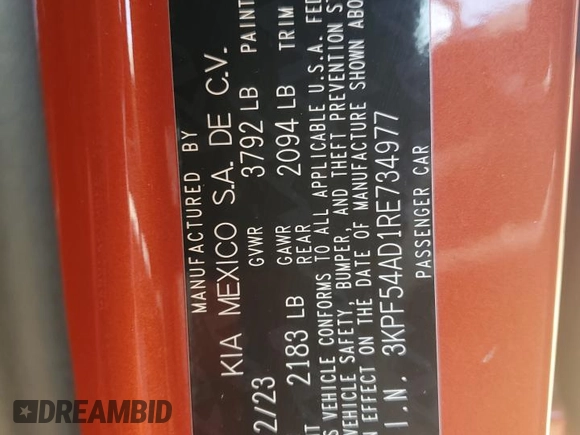 MANUFACTURED BY
KIA MEXICO S.A. DE C.V.
2/23 GVWR 3792 LB PAINT
2183 LB GAWR REAR 2094 LB TRIM
VEHICLE CONFORMS TO ALL APPLICABLE U.S.A. FED
VEHICLE SAFETY, BUMPER, AND THEFT PREVENTION ST
EFFECT ON THE DATE OF MANUFACTURE SHOWN ABO
I.N. 3KPF54AD1RE734977
PASSENGER CAR
DREAMBID